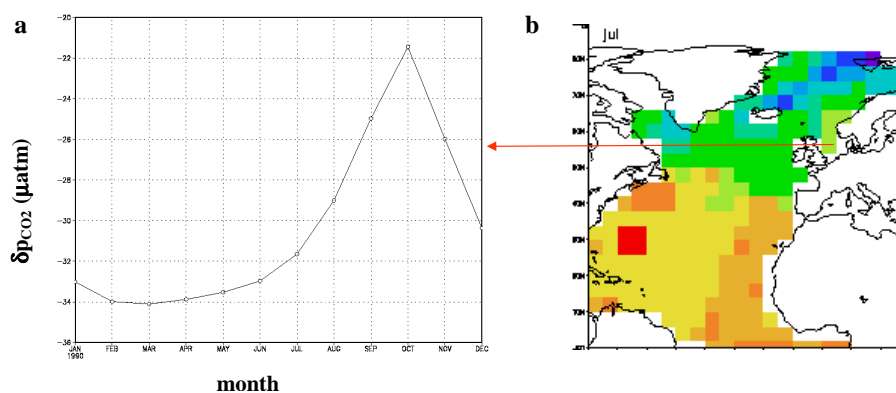 a
b
-20
-22
-24
-26
-28
-30
-32
-34
-36
δpCO2 (µatm)
JAN FEB MAR APR MAY JUN JUL AUG SEP OCT NOV DEC
1990
month
Jul